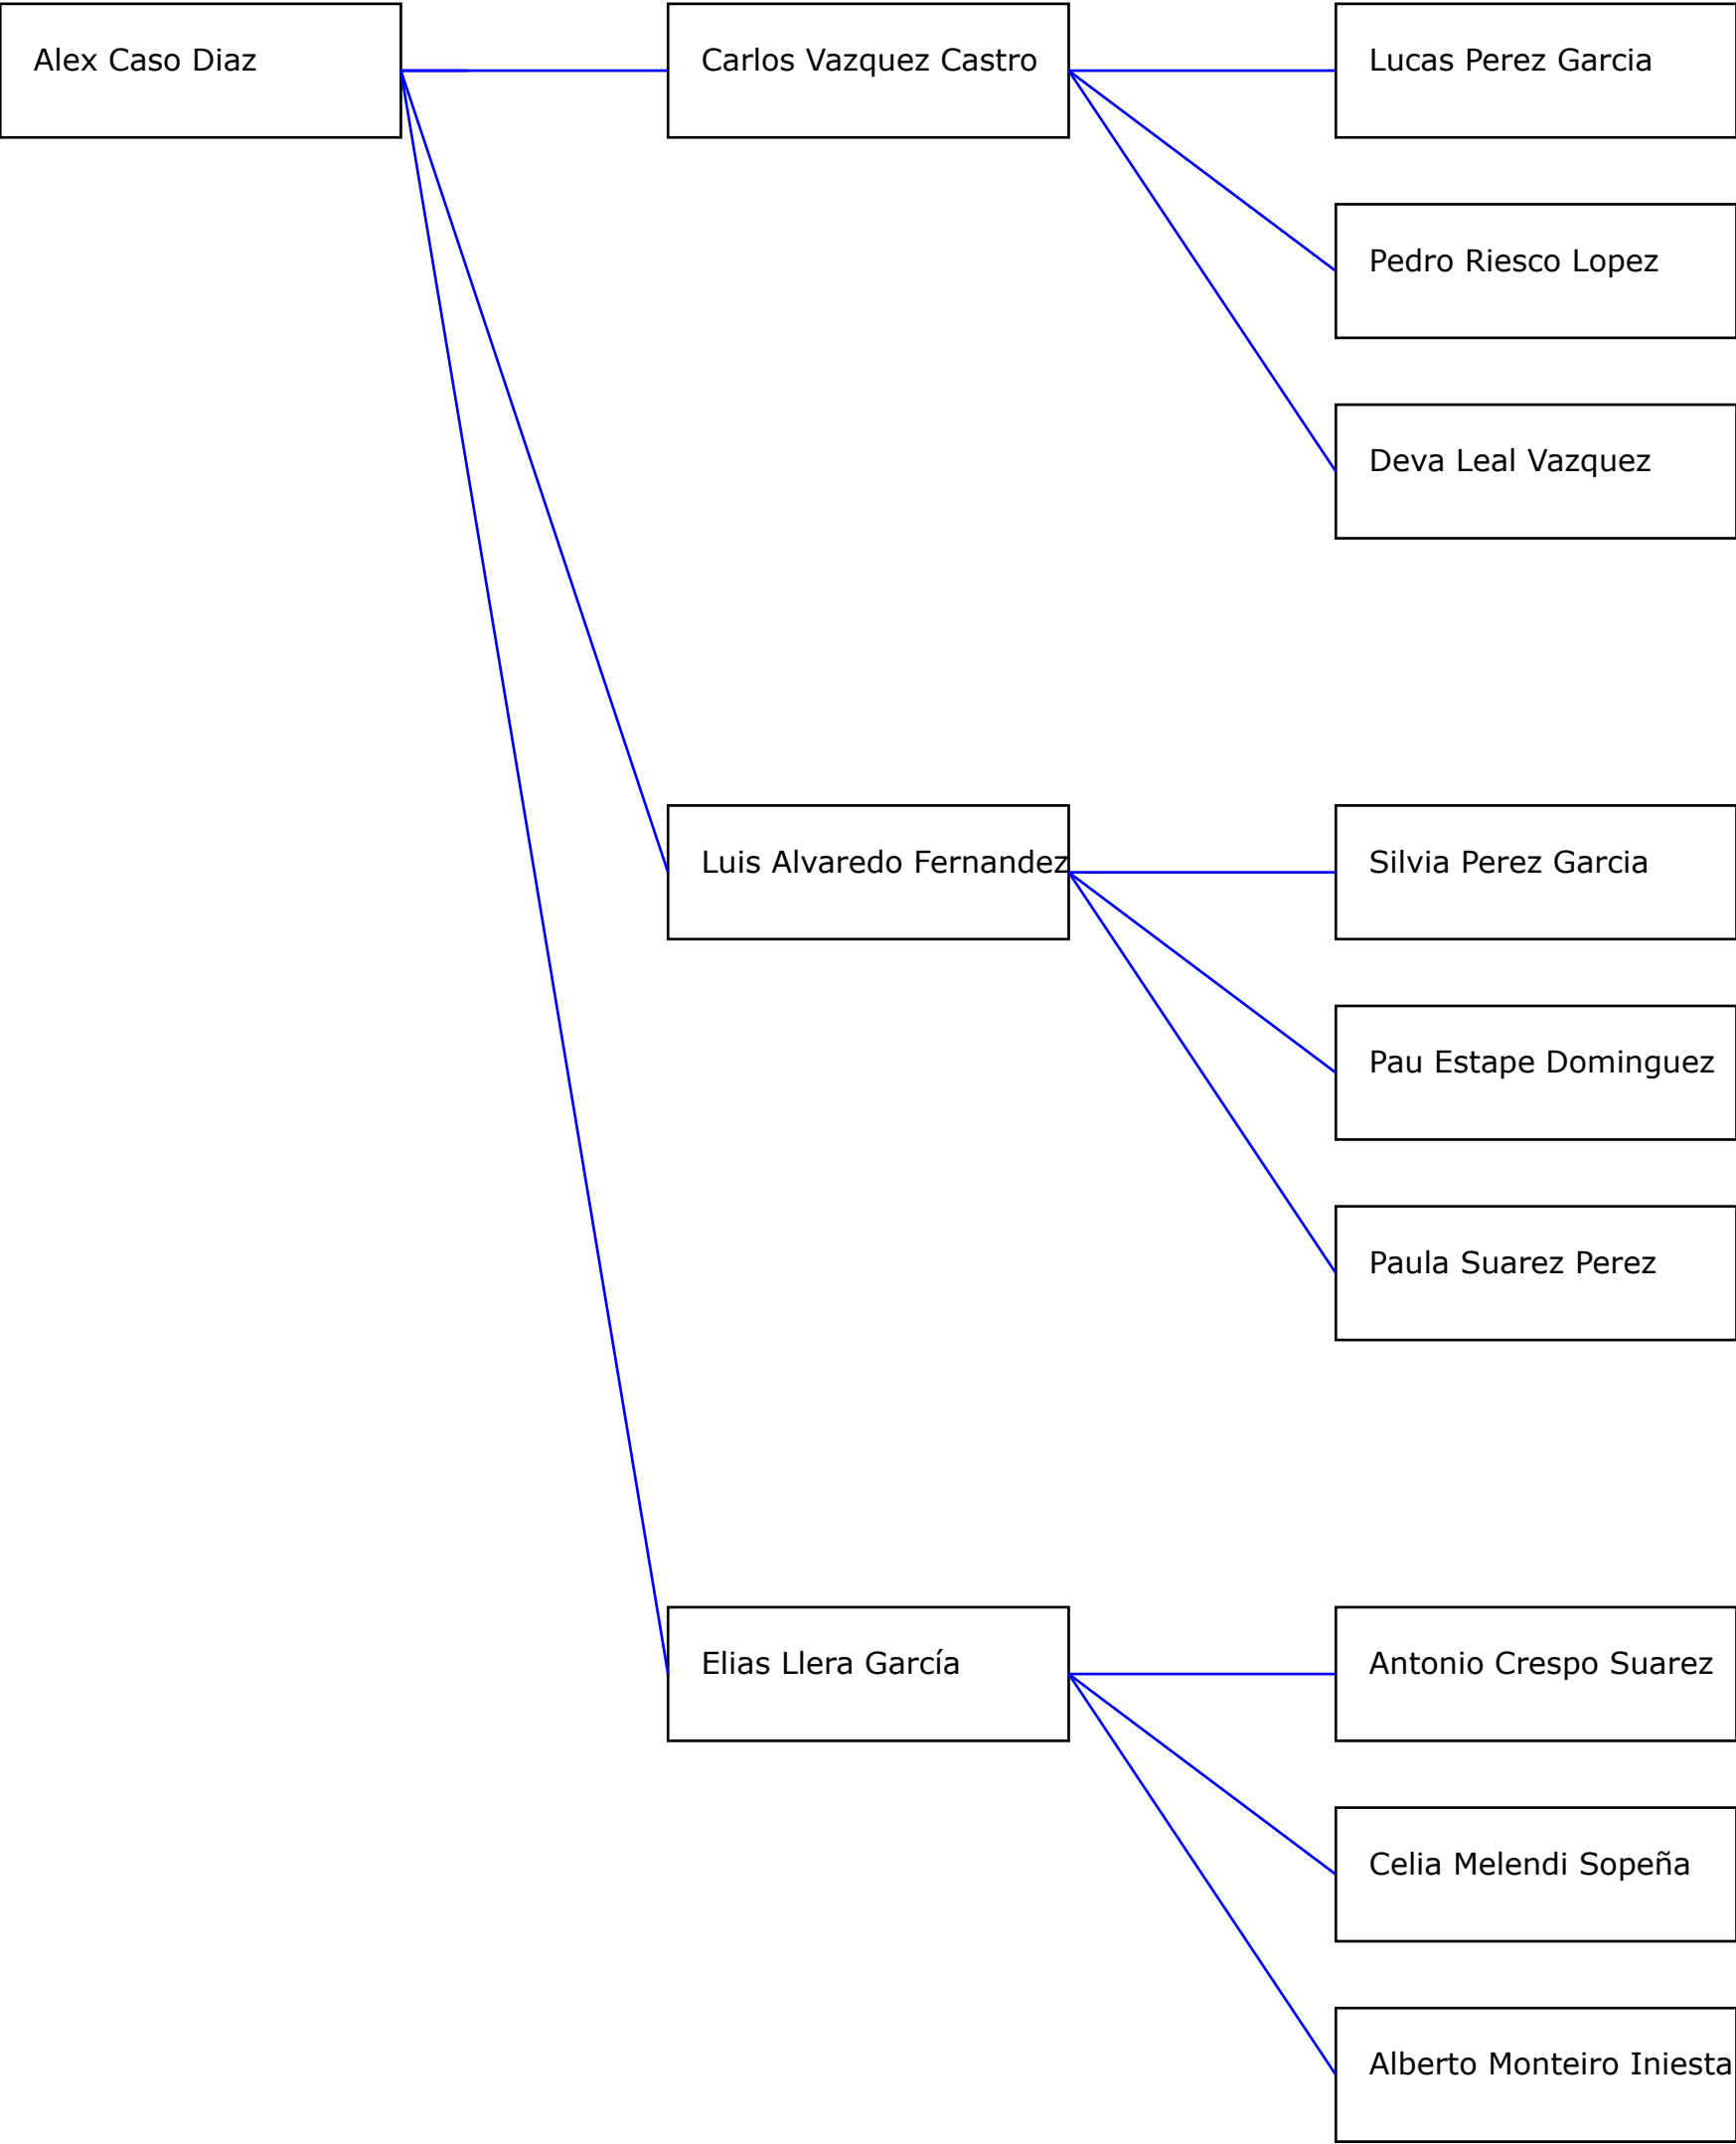 Alex Caso Diaz
Carlos Vazquez Castro
Lucas Perez Garcia
Pedro Riesco Lopez
Deva Leal Vazquez
Luis Alvaredo Fernandez
Silvia Perez Garcia
Pau Estape Dominguez
Paula Suarez Perez
Elias Llera García
Antonio Crespo Suarez
Celia Melendi Sopeña
Alberto Monteiro Iniesta